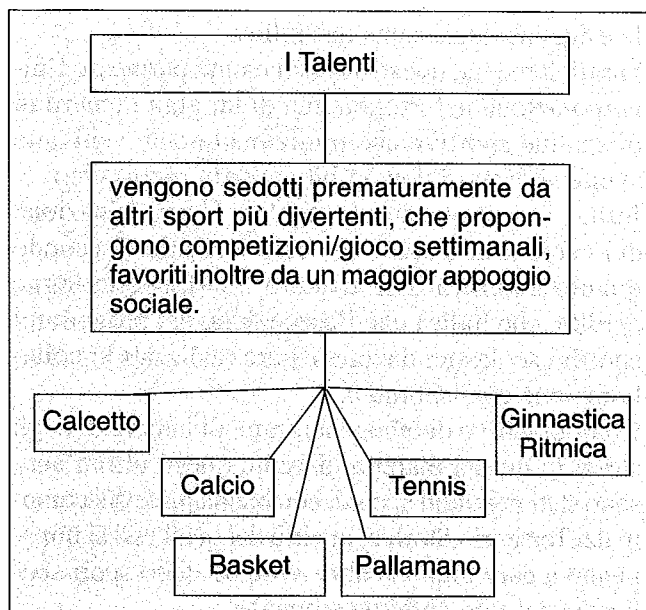 I Talenti
vengono sedotti prematuramente da
altri sport più divertenti, che propon-
gono competizioni/gioco settimanali,
favoriti inoltre da un maggior appoggio
sociale.
Calcetto
Ginnastica
Ritmica
Calcio
Tennis
Basket
Pallamano